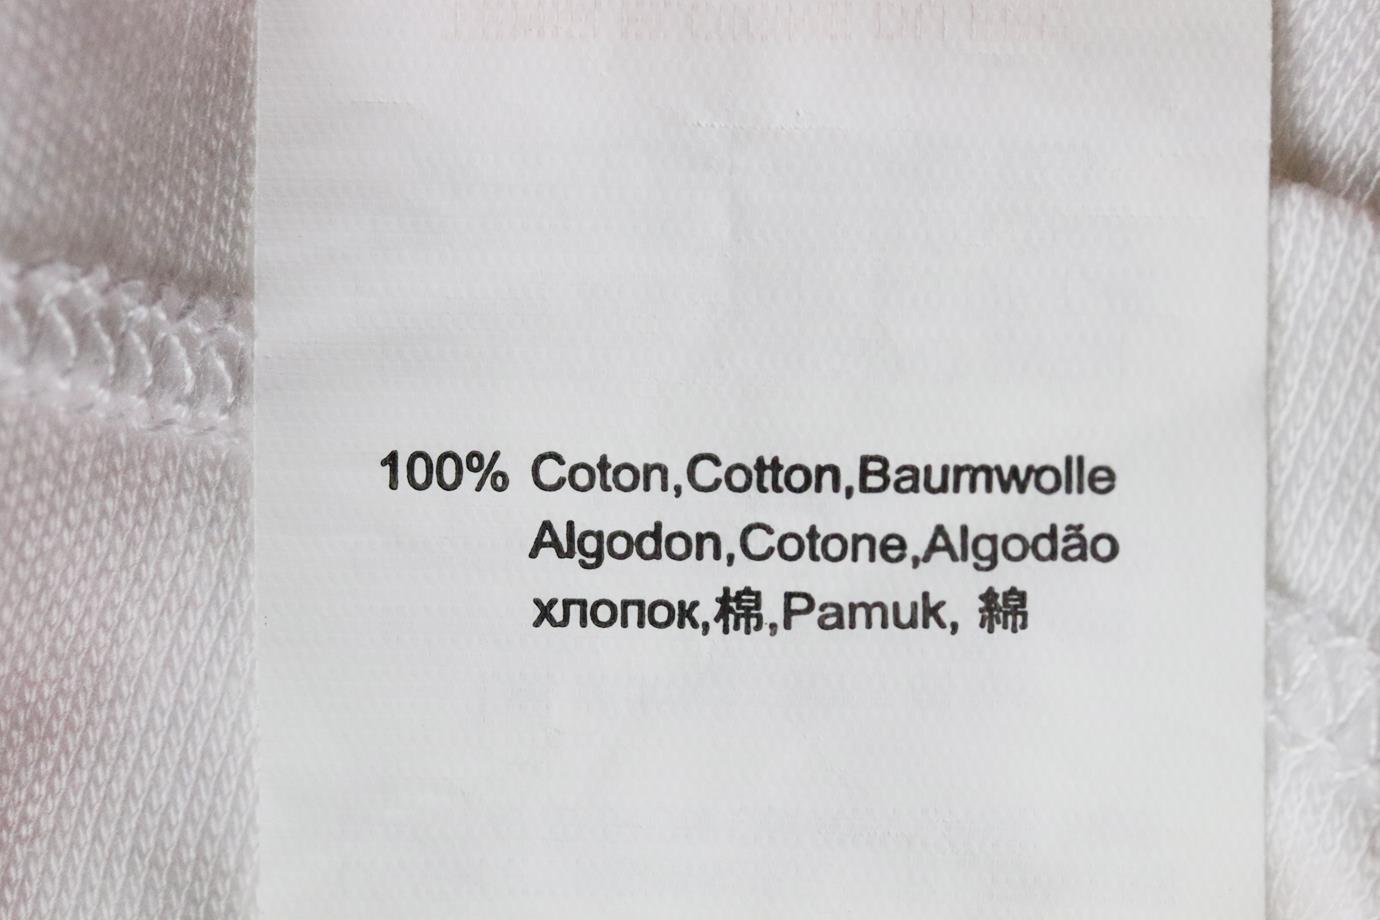 100% Coton,Cotton,Baumwolle
Algodon,Cotone,Algodão
хлопок,棉,Pamuk, 綿